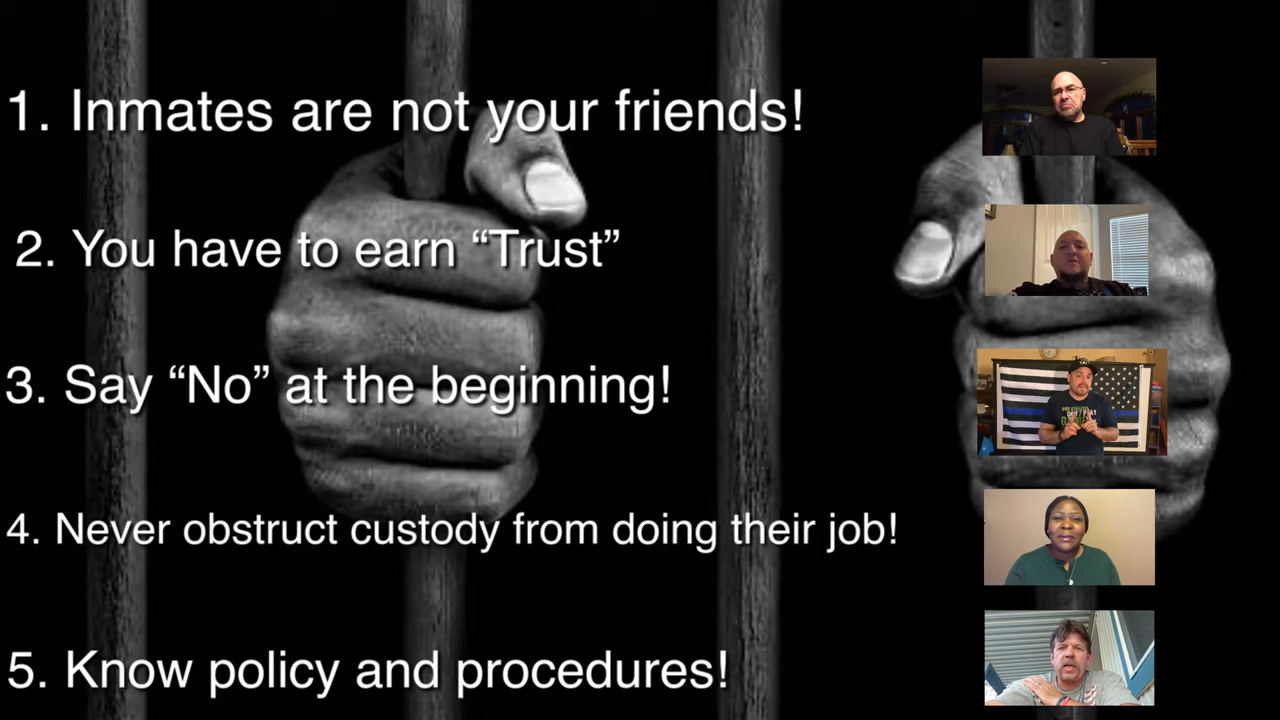 1. Inmates are not your friends!
2. You have to earn “Trust”
3. Say “No” at the beginning!
4. Never obstruct custody from doing their job!
5. Know policy and procedures!